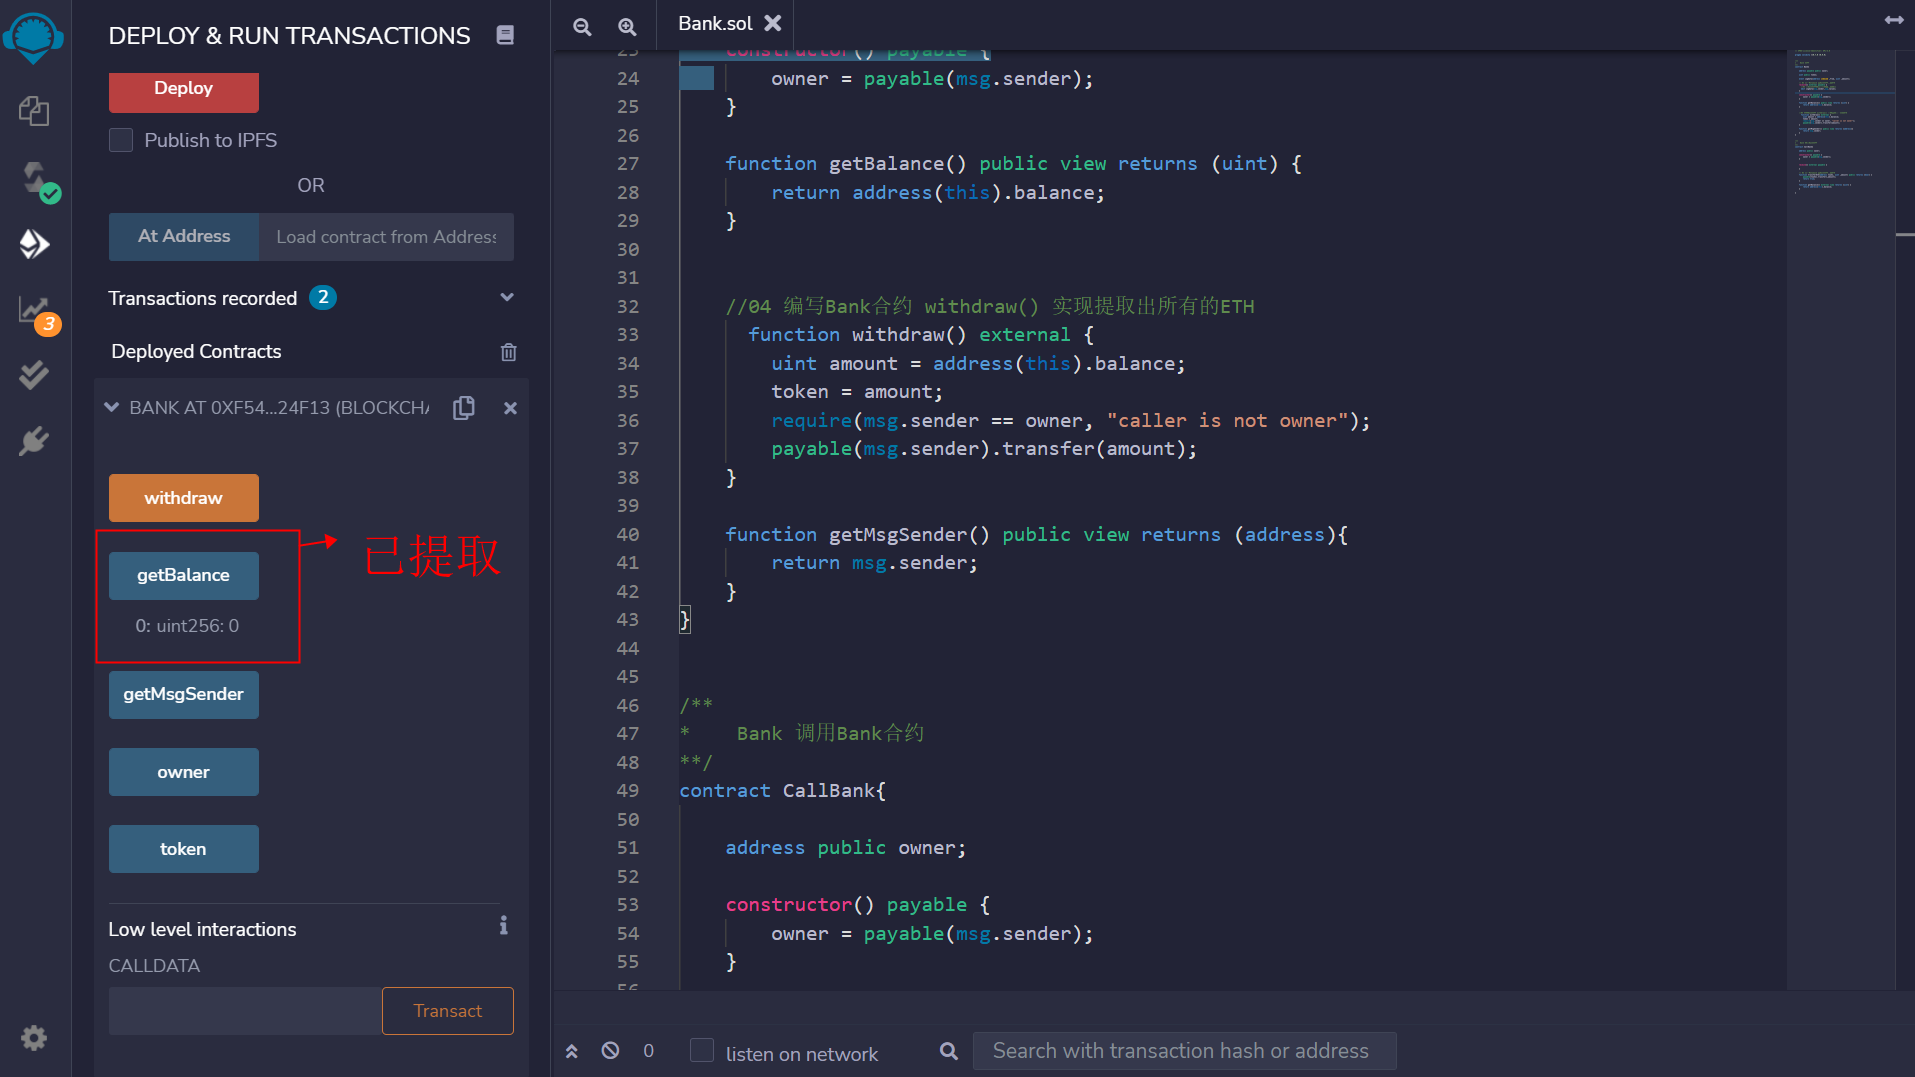 DEPLOY & RUN TRANSACTIONS
Deploy
Publish to IPFS
OR
At Address
Load contract from Address
Transactions recorded 2
3
Deployed Contracts
BANK AT 0XF54...24F13 (BLOCKCHA
withdraw
getBalance
已提取
0: uint256: 0
getMsgSender
owner
token
Low level interactions
CALLDATA
Transact
Bank.sol
23 constructor() payable {
24 owner = payable(msg.sender);
25 }
26
27 function getBalance() public view returns (uint) {
28 return address(this).balance;
29 }
30
31
32 //04 编写Bank合约 withdraw() 实现提取出所有的ETH
33 function withdraw() external {
34 uint amount = address(this).balance;
35 token = amount;
36 require(msg.sender == owner, "caller is not owner");
37 payable(msg.sender).transfer(amount);
38 }
39
40 function getMsgSender() public view returns (address){
41 return msg.sender;
42 }
43 }
44
45
46 /**
47 * Bank 调用Bank合约
48 **/
49 contract CallBank{
50
51 address public owner;
52
53 constructor() payable {
54 owner = payable(msg.sender);
55 }
56
0
listen on network
Search with transaction hash or address